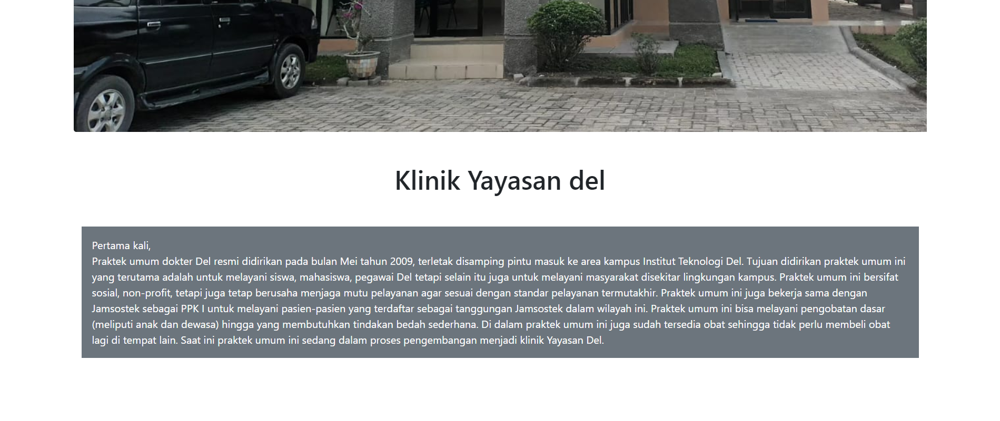 Klinik Yayasan del
Pertama kali,
Praktek umum dokter Del resmi didirikan pada bulan Mei tahun 2009, terletak disamping pintu masuk ke area kampus Institut Teknologi Del. Tujuan didirikan praktek umum ini
yang terutama adalah untuk melayani siswa, mahasiswa, pegawai Del tetapi selain itu juga untuk melayani masyarakat disekitar lingkungan kampus. Praktek umum ini bersifat
sosial, non-profit, tetapi juga tetap berusaha menjaga mutu pelayanan agar sesuai dengan standar pelayanan termutakhir. Praktek umum ini juga bekerja sama dengan
Jamsostek sebagai PPK I untuk melayani pasien-pasien yang terdaftar sebagai tanggungan Jamsostek dalam wilayah ini. Praktek umum ini bisa melayani pengobatan dasar
(meliputi anak dan dewasa) hingga yang membutuhkan tindakan bedah sederhana. Di dalam praktek umum ini juga sudah tersedia obat sehingga tidak perlu membeli obat
lagi di tempat lain. Saat ini praktek umum ini sedang dalam proses pengembangan menjadi klinik Yayasan Del.